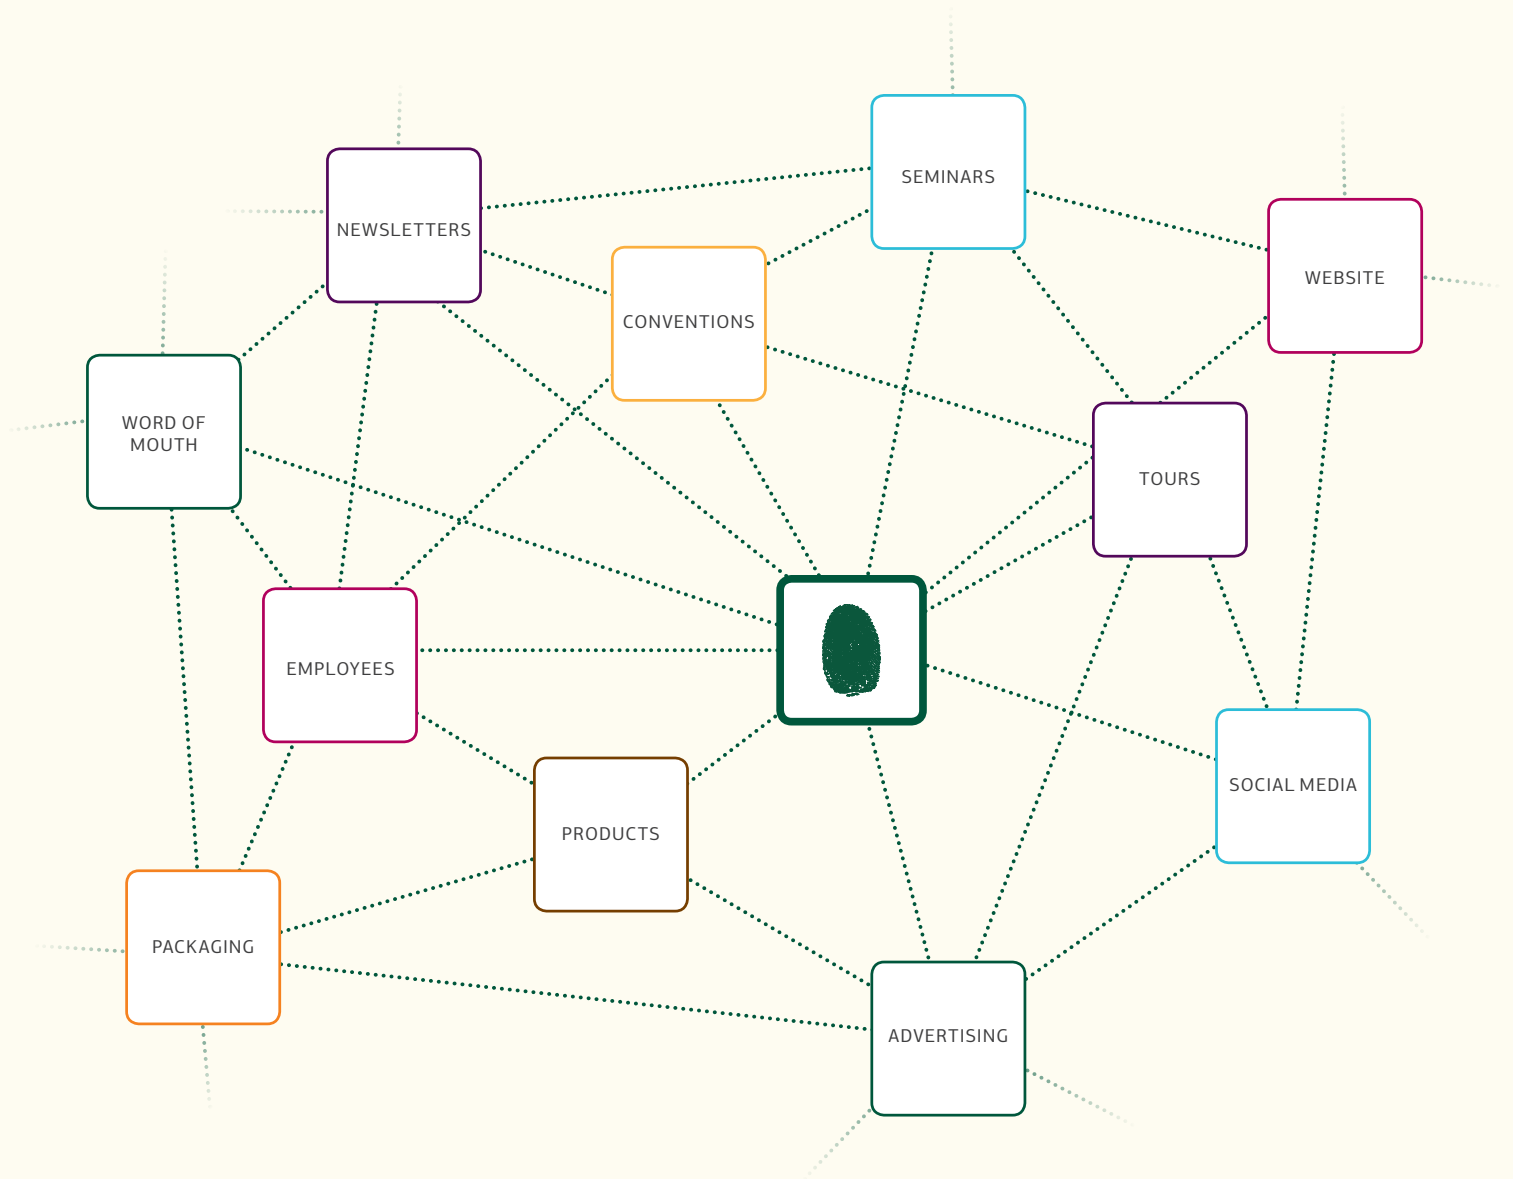 SEMINARS
NEWSLETTERS
WEBSITE
CONVENTIONS
WORD OF
MOUTH
TOURS
EMPLOYEES
SOCIAL MEDIA
PRODUCTS
PACKAGING
ADVERTISING